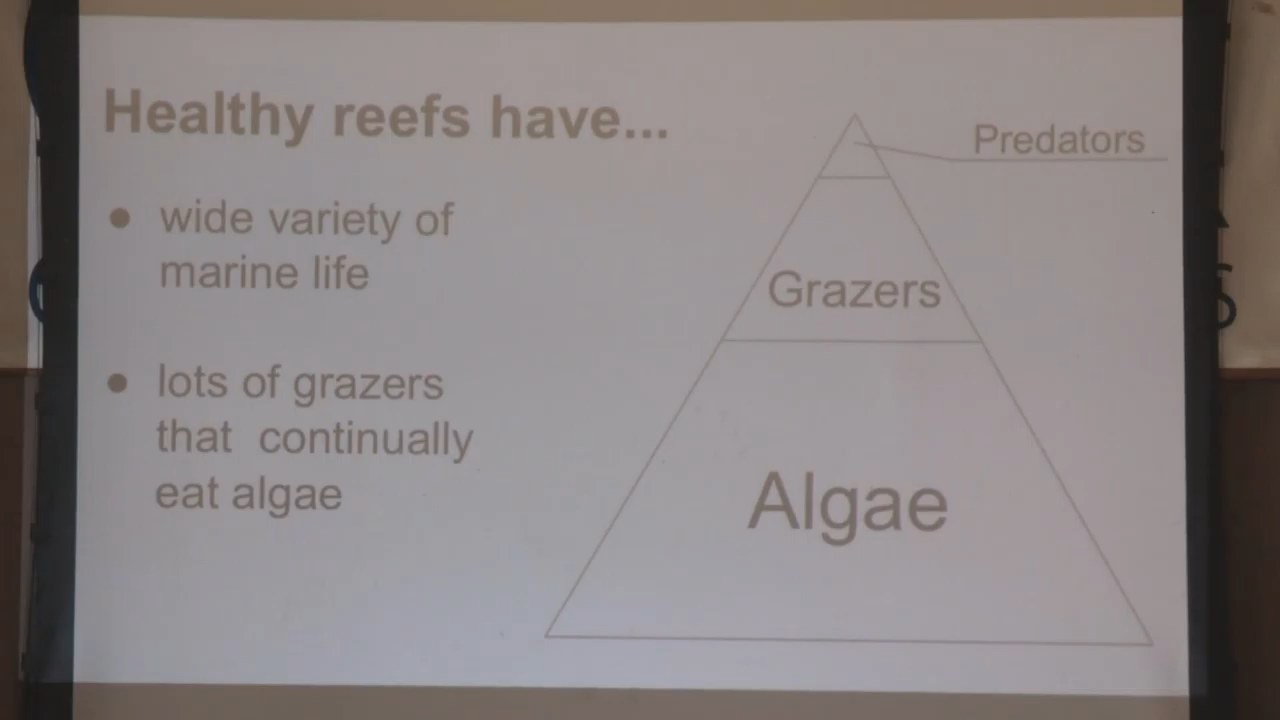 Healthy reefs have...
● wide variety of
marine life
● lots of grazers
that continually
eat algae
Predators
Grazers
Algae